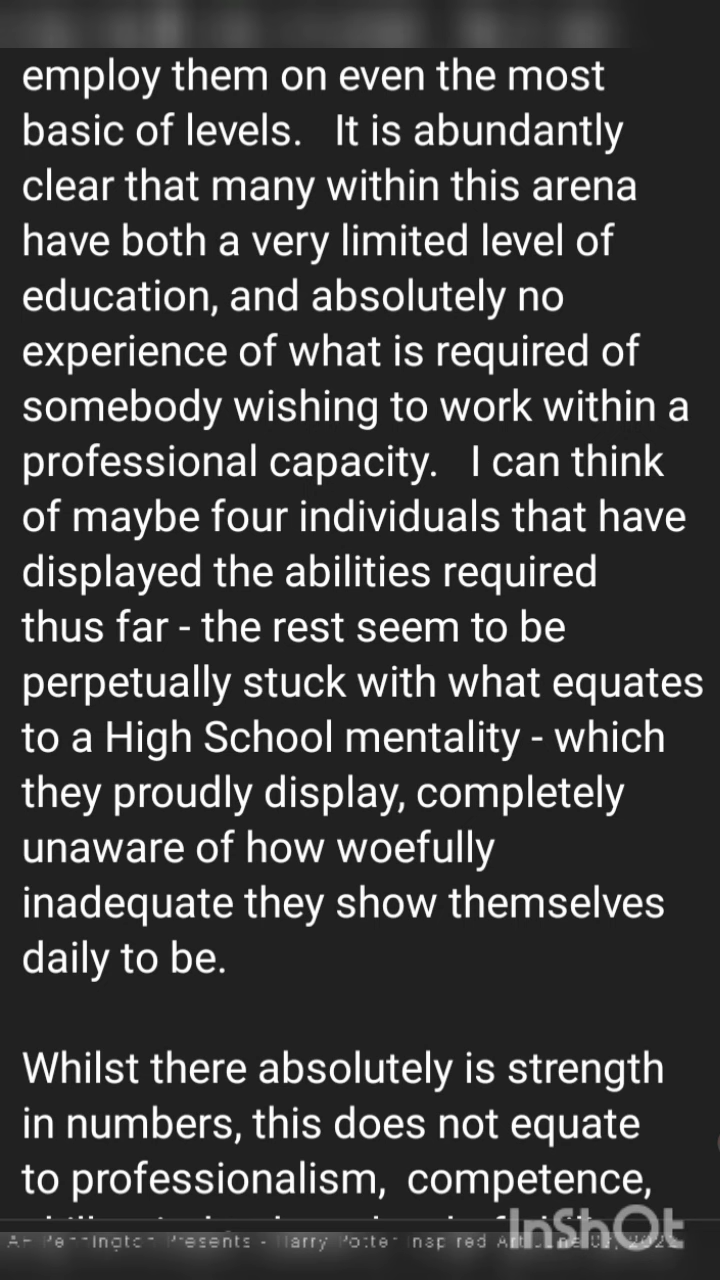 employ them on even the most
basic of levels.   It is abundantly
clear that many within this arena
have both a very limited level of
education, and absolutely no
experience of what is required of
somebody wishing to work within a
professional capacity.   I can think
of maybe four individuals that have
displayed the abilities required
thus far - the rest seem to be
perpetually stuck with what equates
to a High School mentality - which
they proudly display, completely
unaware of how woefully
inadequate they show themselves
daily to be.
Whilst there absolutely is strength
in numbers, this does not equate
to professionalism,  competence,
Presents - Harry Potter Inspired Art
InShOt